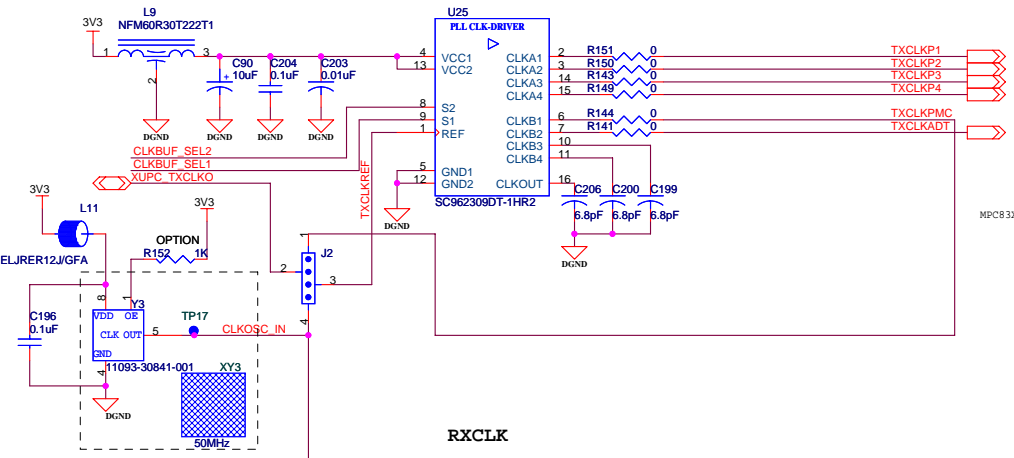 L9
NFM60R30T222T1
3V3
1
3
2
C90
10uF
C204
0.1uF
C203
0.01uF
DGND
DGND
DGND
U25
PLL CLK-DRIVER
4
VCC1
13
VCC2
8
S2
9
S1
1
REF
5
GND1
12
GND2
CLKA1
2
CLKA2
3
CLKA3
14
CLKA4
15
CLKB1
6
CLKB2
7
CLKB3
10
CLKB4
11
CLKOUT
16
SC962309DT-1HR2
R151
0
TXCLKP1
R150
0
TXCLKP2
R143
0
TXCLKP3
R149
0
TXCLKP4
R144
0
TXCLKPMC
R141
0
TXCLKADT
CLKBUF_SEL2
CLKBUF_SEL1
XUPC_TXCLKO
TXCLKREF
DGND
C206
6.8pF
C200
6.8pF
C199
6.8pF
DGND
3V3
L11
ELJRER12J/GFA
3V3
OPTION
R152
1K
1
J2
2
3
4
C196
0.1uF
8
1
Y3
VDD
OE
CLK OUT
5
GND
4
11093-30841-001
TP17
CLKOSC_IN
DGND
XY3
50MHz
RXCLK